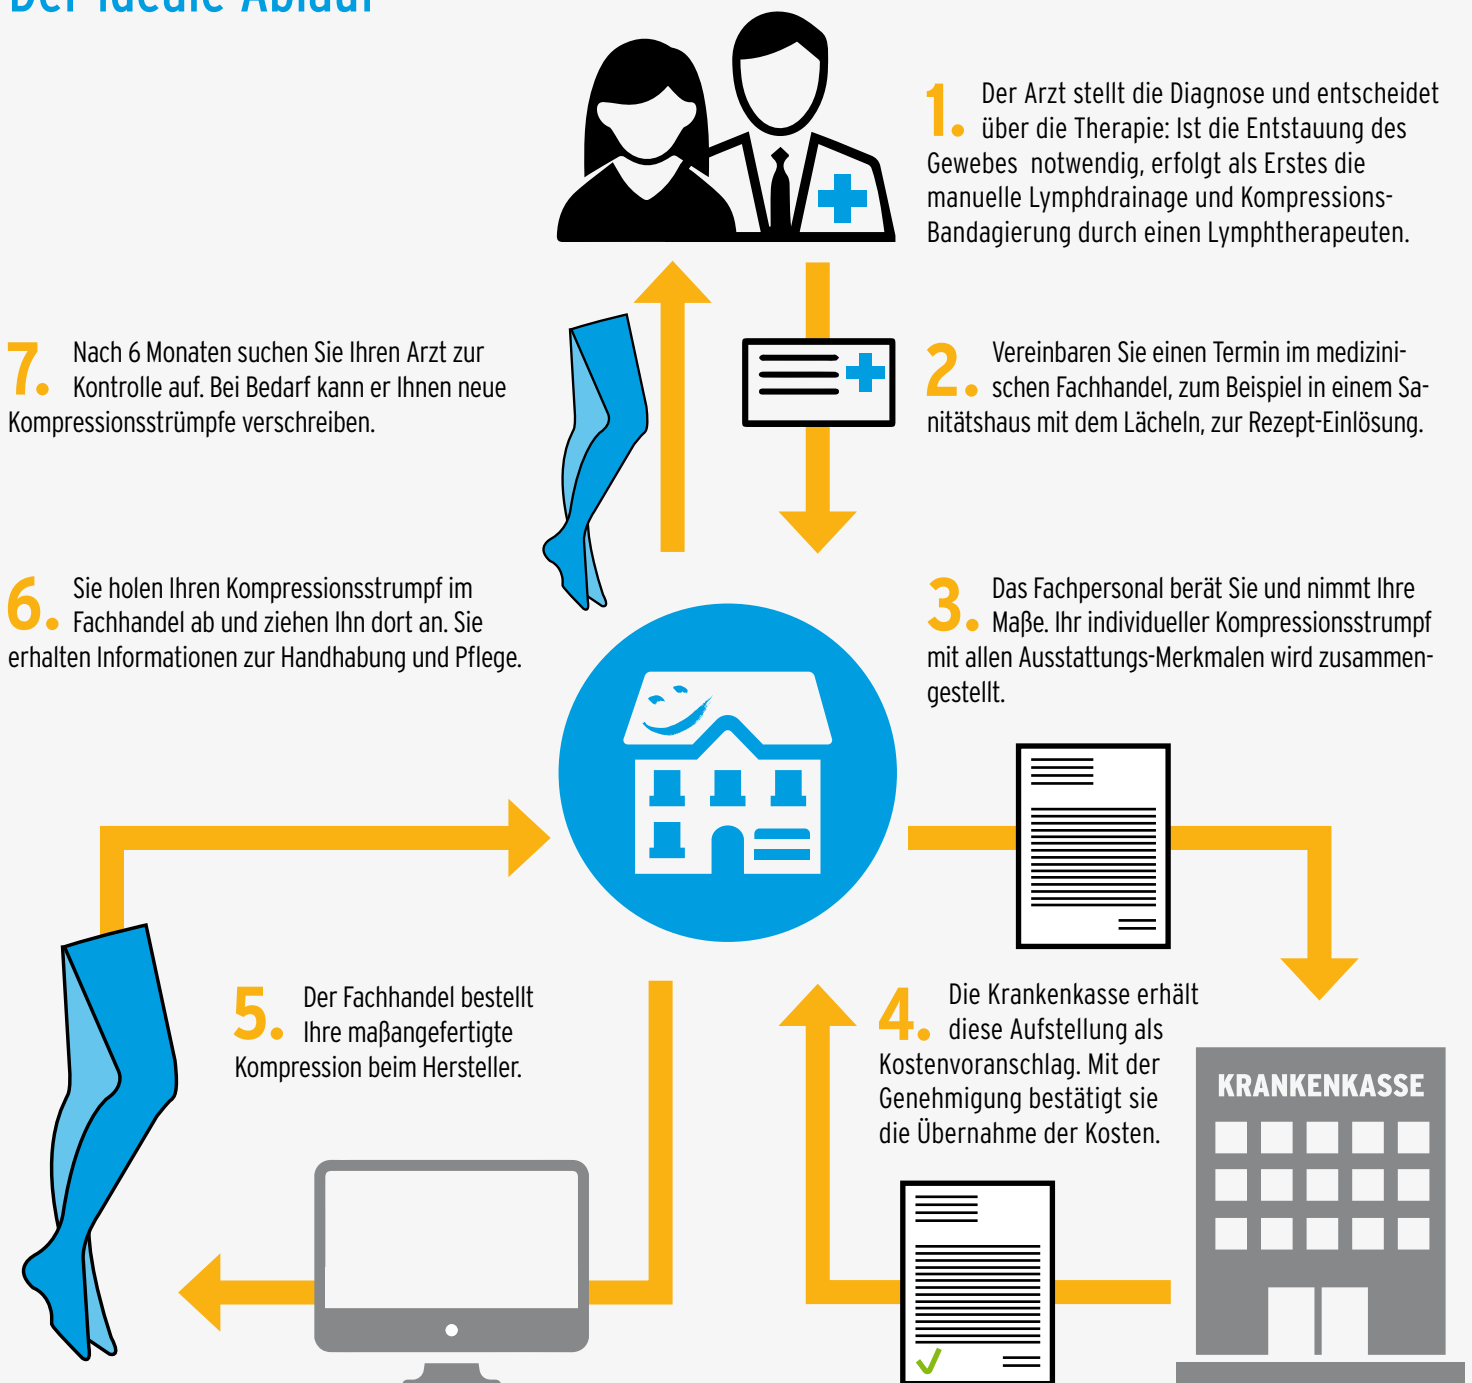 Der ideale Ablauf
1. Der Arzt stellt die Diagnose und entscheidet
über die Therapie: Ist die Entstauung des
Gewebes notwendig, erfolgt als Erstes die
manuelle Lymphdrainage und Kompressions-
Bandagierung durch einen Lymphtherapeuten.
2. Vereinbaren Sie einen Termin im medizini-
schen Fachhandel, zum Beispiel in einem Sa-
nitätshaus mit dem Lächeln, zur Rezept-Einlösung.
3. Das Fachpersonal berät Sie und nimmt Ihre
Maße. Ihr individueller Kompressionsstrumpf
mit allen Ausstattungs-Merkmalen wird zusammen-
gestellt.
4. Die Krankenkasse erhält
diese Aufstellung als
Kostenvoranschlag. Mit der
Genehmigung bestätigt sie
die Übernahme der Kosten.
KRANKENKASSE
5. Der Fachhandel bestellt
Ihre maßangefertigte
Kompression beim Hersteller.
6. Sie holen Ihren Kompressionsstrumpf im
Fachhandel ab und ziehen Ihn dort an. Sie
erhalten Informationen zur Handhabung und Pflege.
7. Nach 6 Monaten suchen Sie Ihren Arzt zur
Kontrolle auf. Bei Bedarf kann er Ihnen neue
Kompressionsstrümpfe verschreiben.